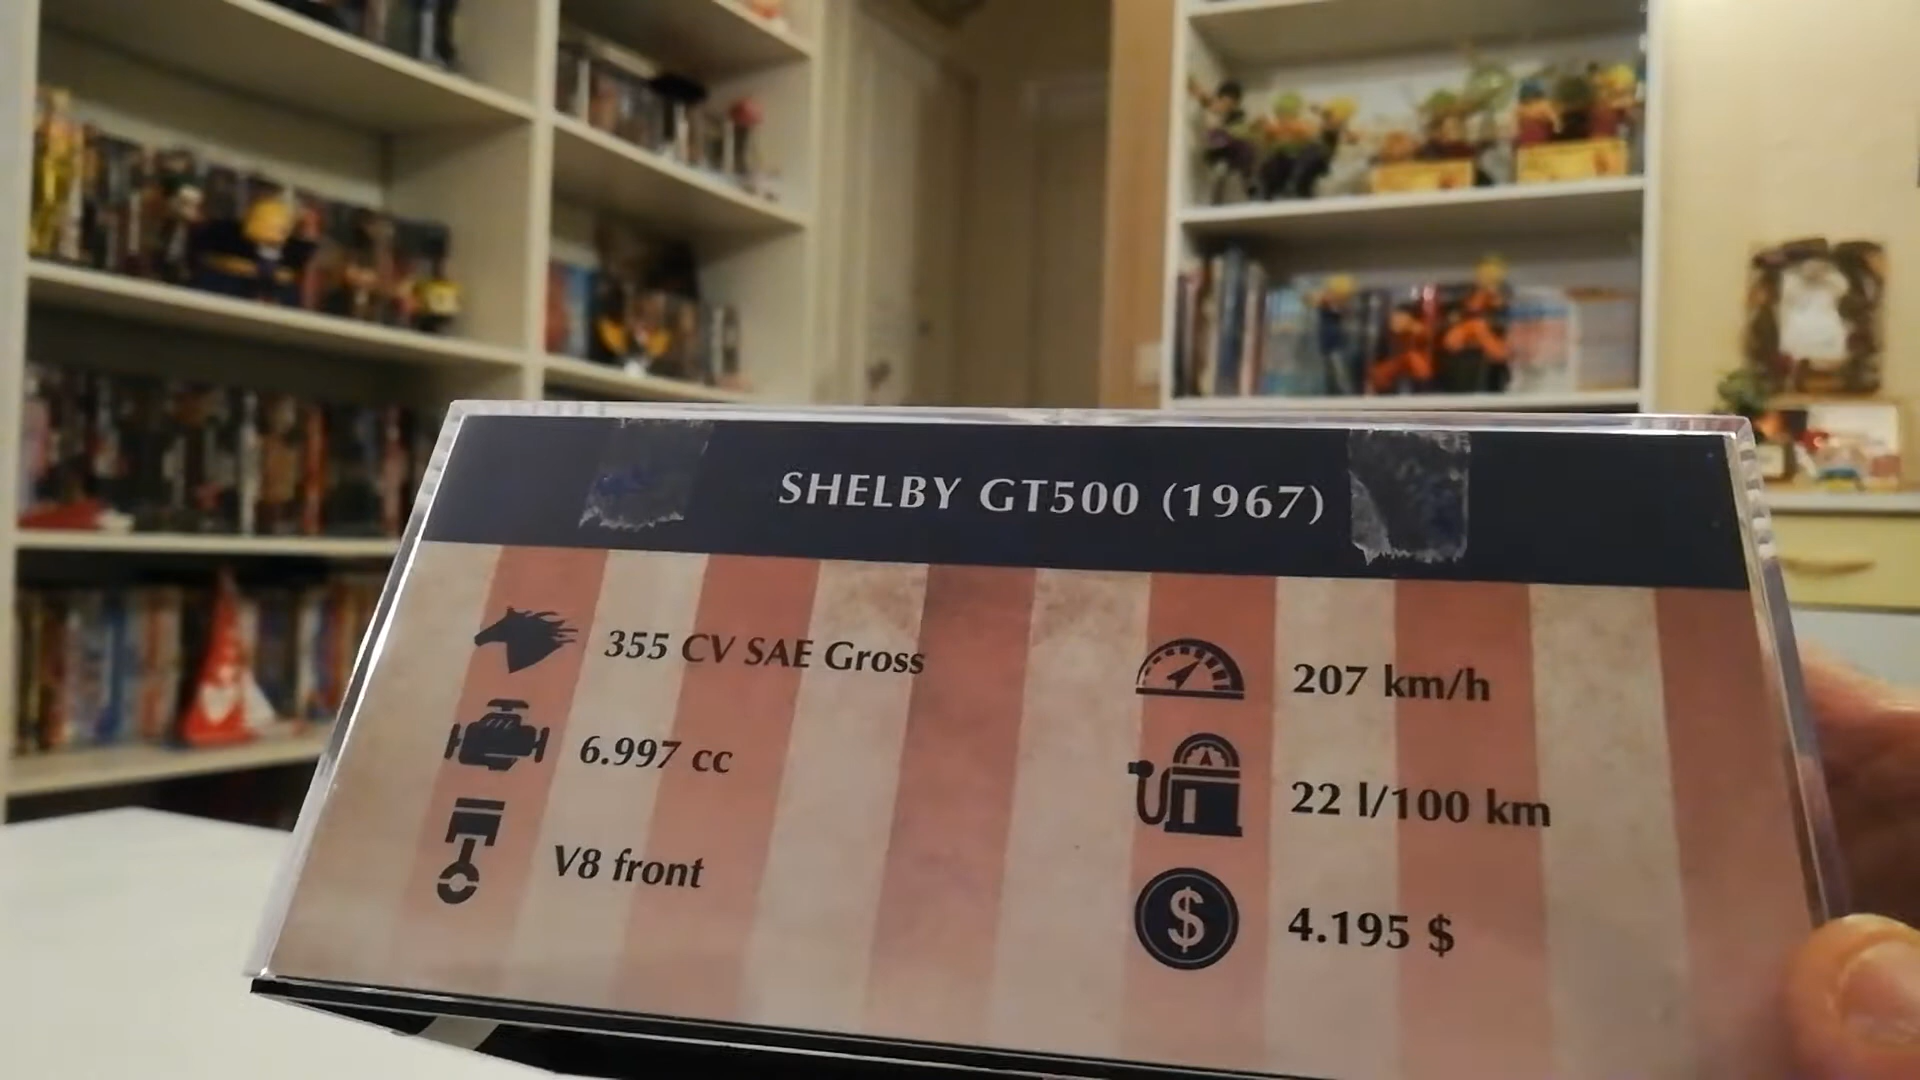 SHELBY GT500 (1967)
355 CV SAE Gross
6.997 cc
V8 front
207 km/h
22 l/100 km
4.195 $